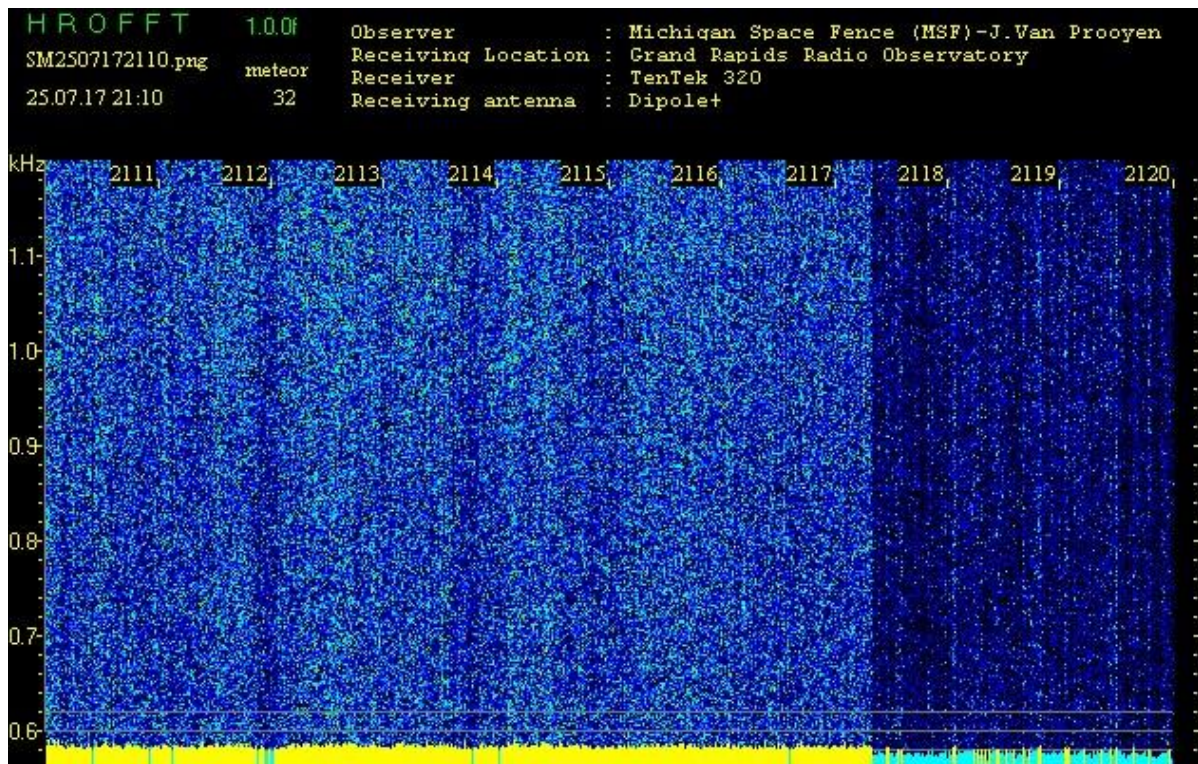 H R O F F T 1.0.0f
SM2507172110.png
meteor
25.07.17 21:10 32
Observer : Michigan Space Fence (MSF)-J.Van Prooyen
Receiving Location : Grand Rapids Radio Observatory
Receiver : TenTek 320
Receiving antenna : Dipole+
kHz 2111 2112 2113 2114 2115 2116 2117 2118 2119 2120
1.1
1.0
0.9
0.8
0.7
0.6